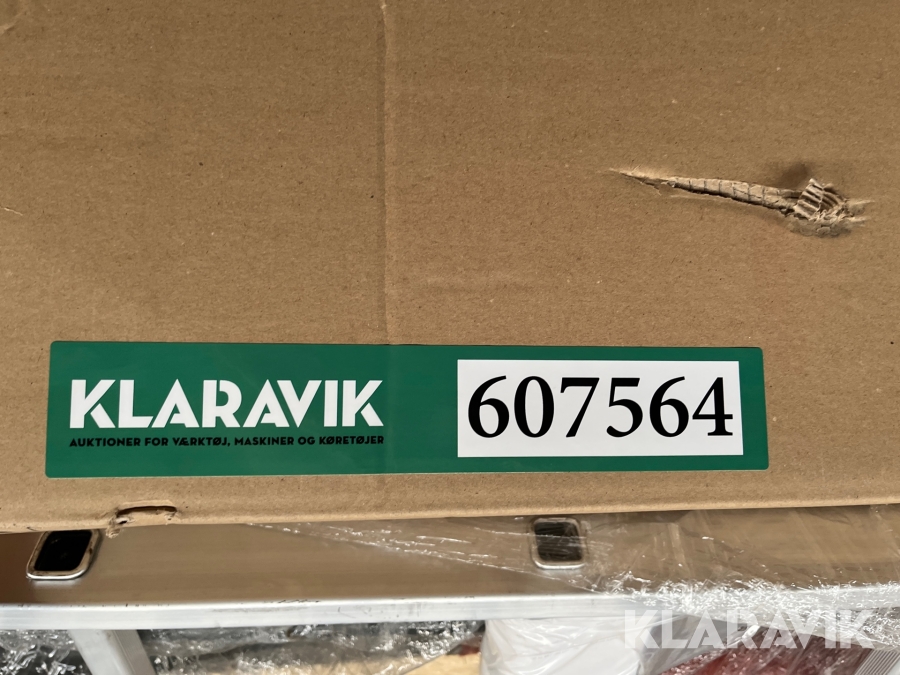 KLARAVIK
AUKTIONER FOR VÆRKTØJ, MASKINER OG KØRETØJER
607564
KLARAVIK